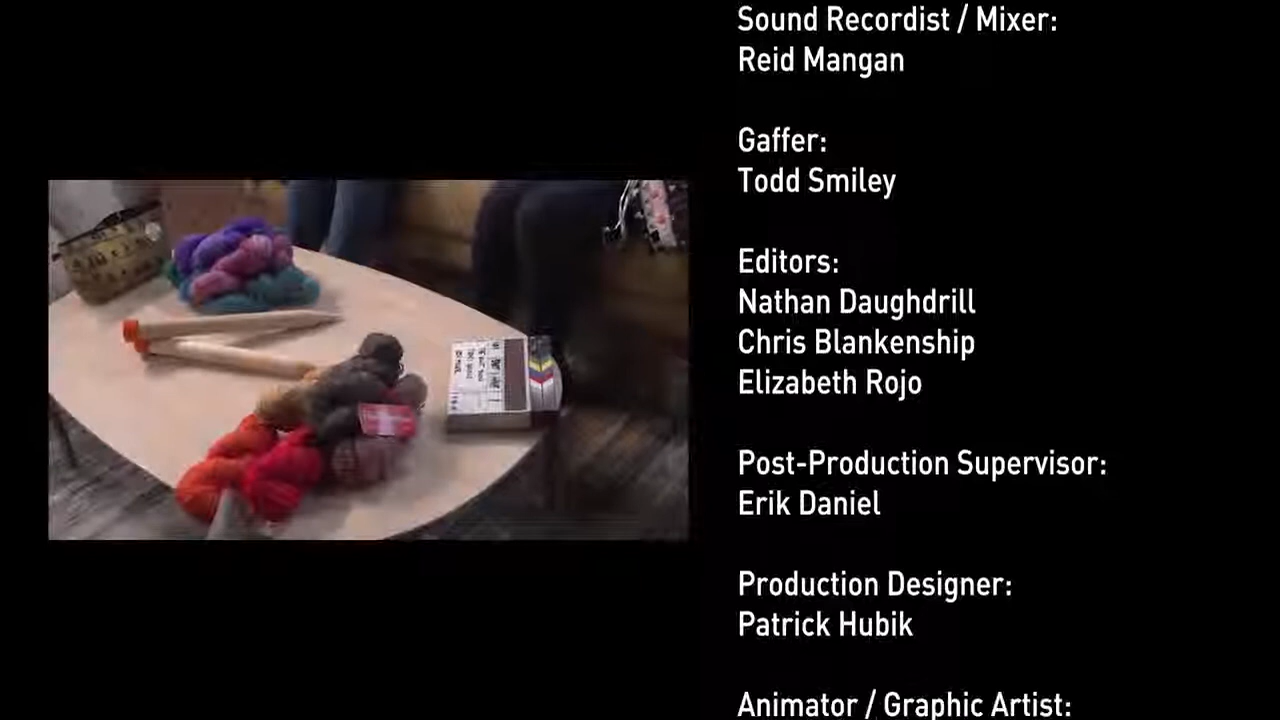 Sound Recordist / Mixer:
Reid Mangan
Gaffer:
Todd Smiley
Editors:
Nathan Daughdrill
Chris Blankenship
Elizabeth Rojo
Post-Production Supervisor:
Erik Daniel
Production Designer:
Patrick Hubik
Animator / Graphic Artist: